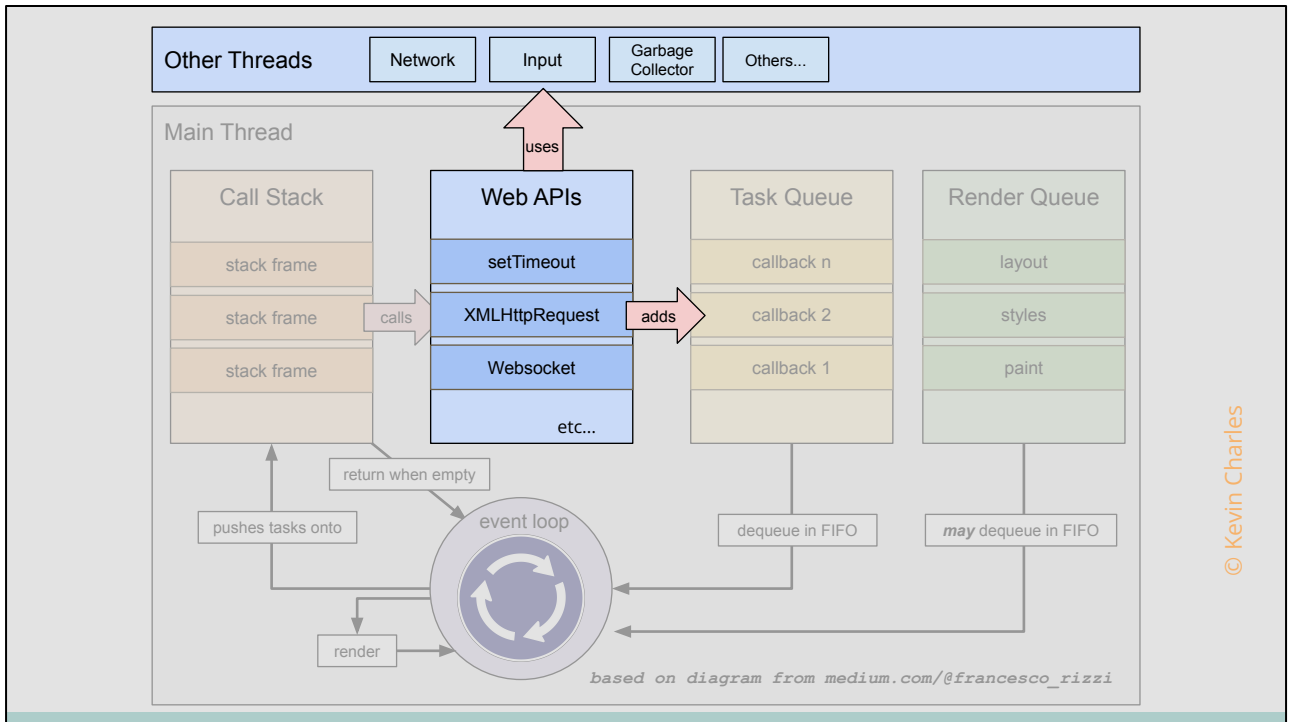 Other Threads
Network
Input
Garbage
Collector
Others...
Main Thread
uses
Call Stack
Web APIs
Task Queue
Render Queue
stack frame
setTimeout
callback n
layout
stack frame
calls
XMLHttpRequest
adds
callback 2
styles
stack frame
Websocket
callback 1
paint
etc...
return when empty
pushes tasks onto
event loop
dequeue in FIFO
may dequeue in FIFO
render
based on diagram from medium.com/@francesco_rizzi
© Kevin Charles